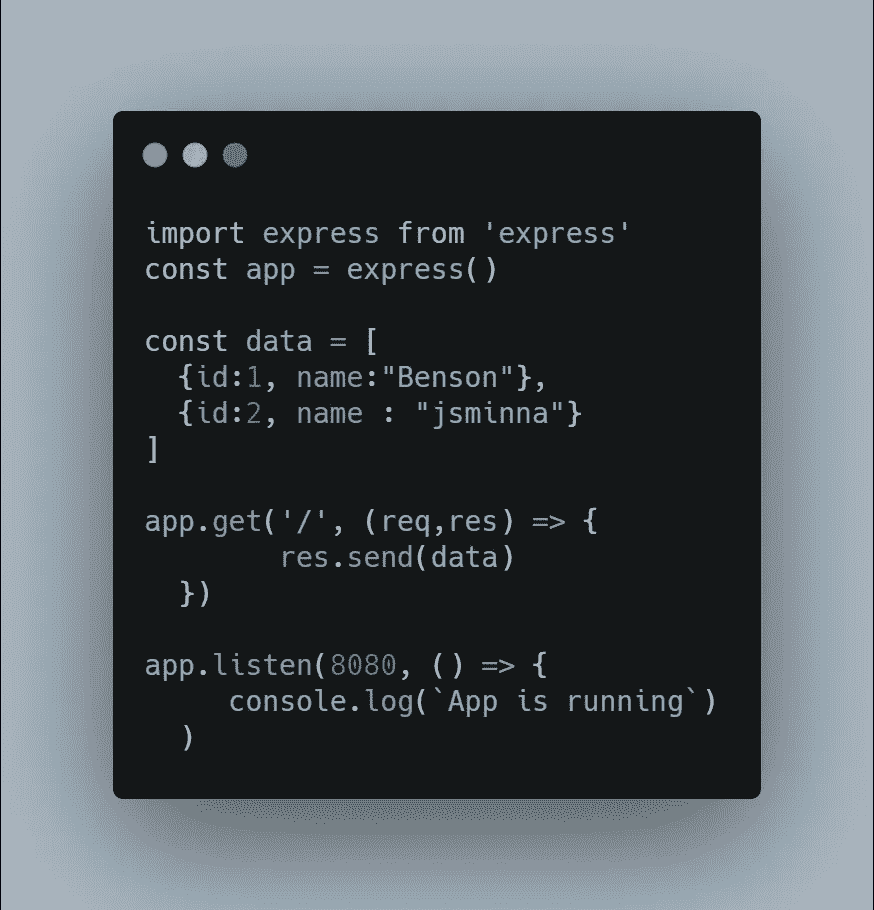 import express from 'express'
const app = express()

const data = [
  {id:1, name:"Benson"},
  {id:2, name : "jsminna"}
]

app.get('/', (req,res) => {
        res.send(data)
  })

app.listen(8080, () => {
     console.log(`App is running`)
  )